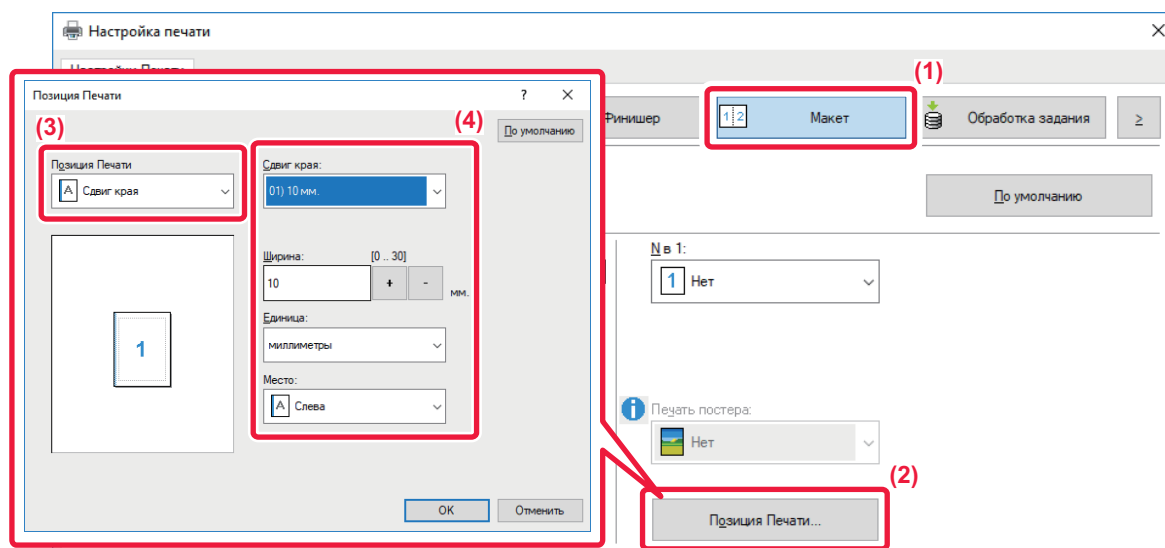 Настройка печати
(1)
Позиция Печати
?
(3)
(4)
По умолчанию
Финишер
1 2
Макет
Обработка задания
≥
Позиция Печати
A Сдвиг края
Сдвиг края:
01) 10 мм.
По умолчанию
Ширина:
[0 .. 30]
10
+
-
мм.
N в 1:
1 Нет
Единица:
миллиметры
1
Место:
A Слева
i Печать постера:
Нет
(2)
OK
Отменить
Позиция Печати...